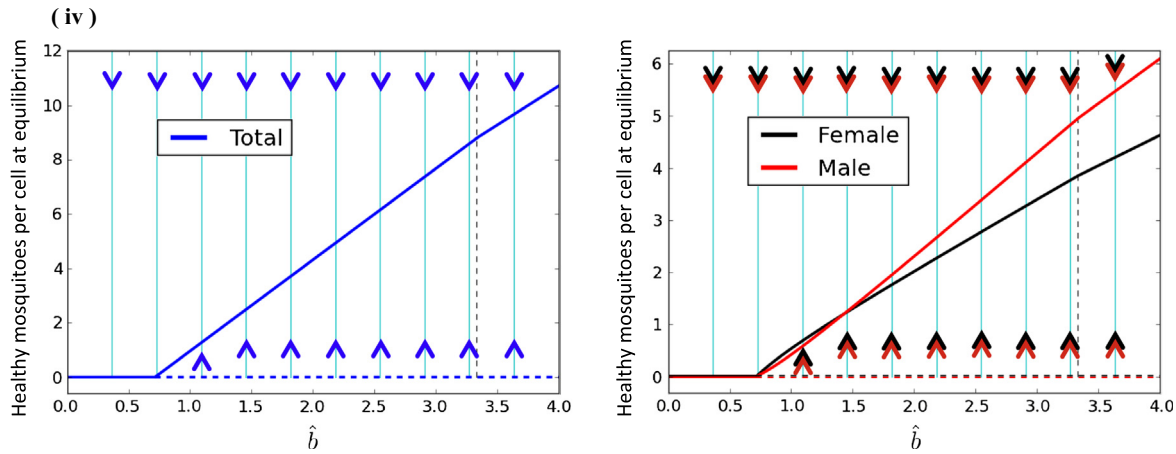 ( iv )
Healthy mosquitoes per cell at equilibrium
12
10
8
6
4
2
0
0.0 0.5 1.0 1.5 2.0 2.5 3.0 3.5 4.0
b̂
Total
Healthy mosquitoes per cell at equilibrium
6
5
4
3
2
1
0
0.0 0.5 1.0 1.5 2.0 2.5 3.0 3.5 4.0
b̂
Female
Male